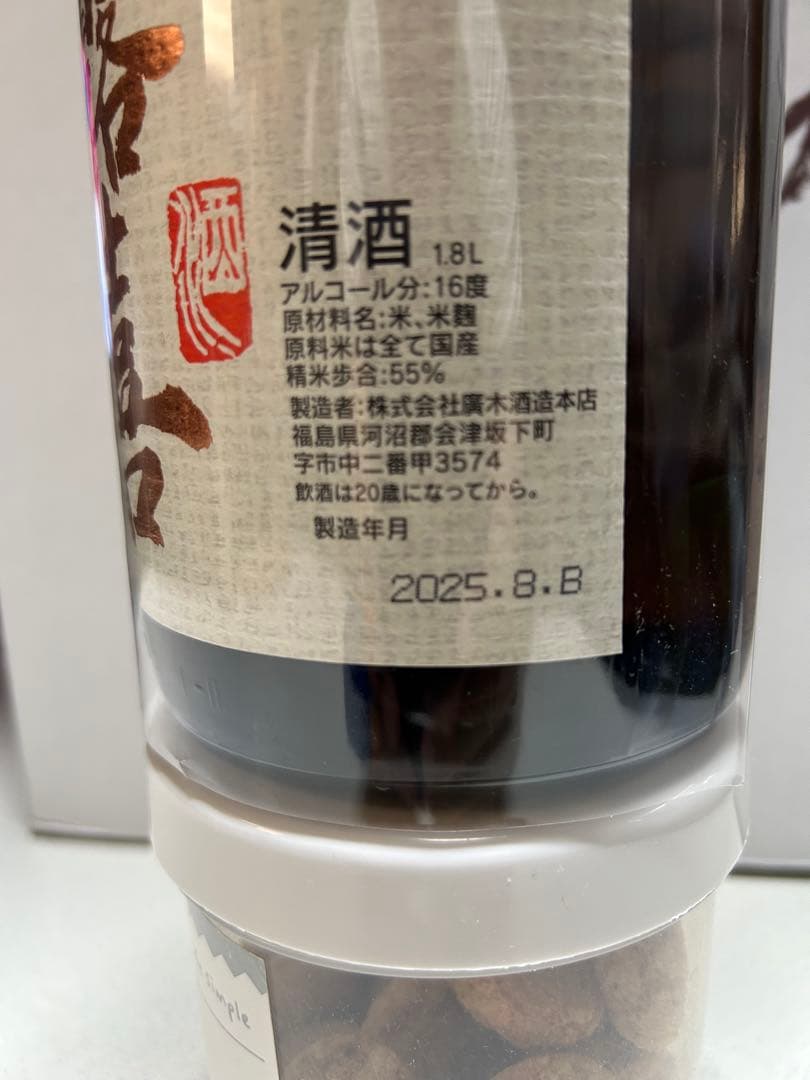 酒
清酒 1.8L
アルコール分:16度
原材料名:米、米麹
原料米は全て国産
精米歩合:55%
製造者:株式会社廣木酒造本店
福島県河沼郡会津坂下町
字市中二番甲3574
飲酒は20歳になってから。
製造年月
2025.8.B
simple